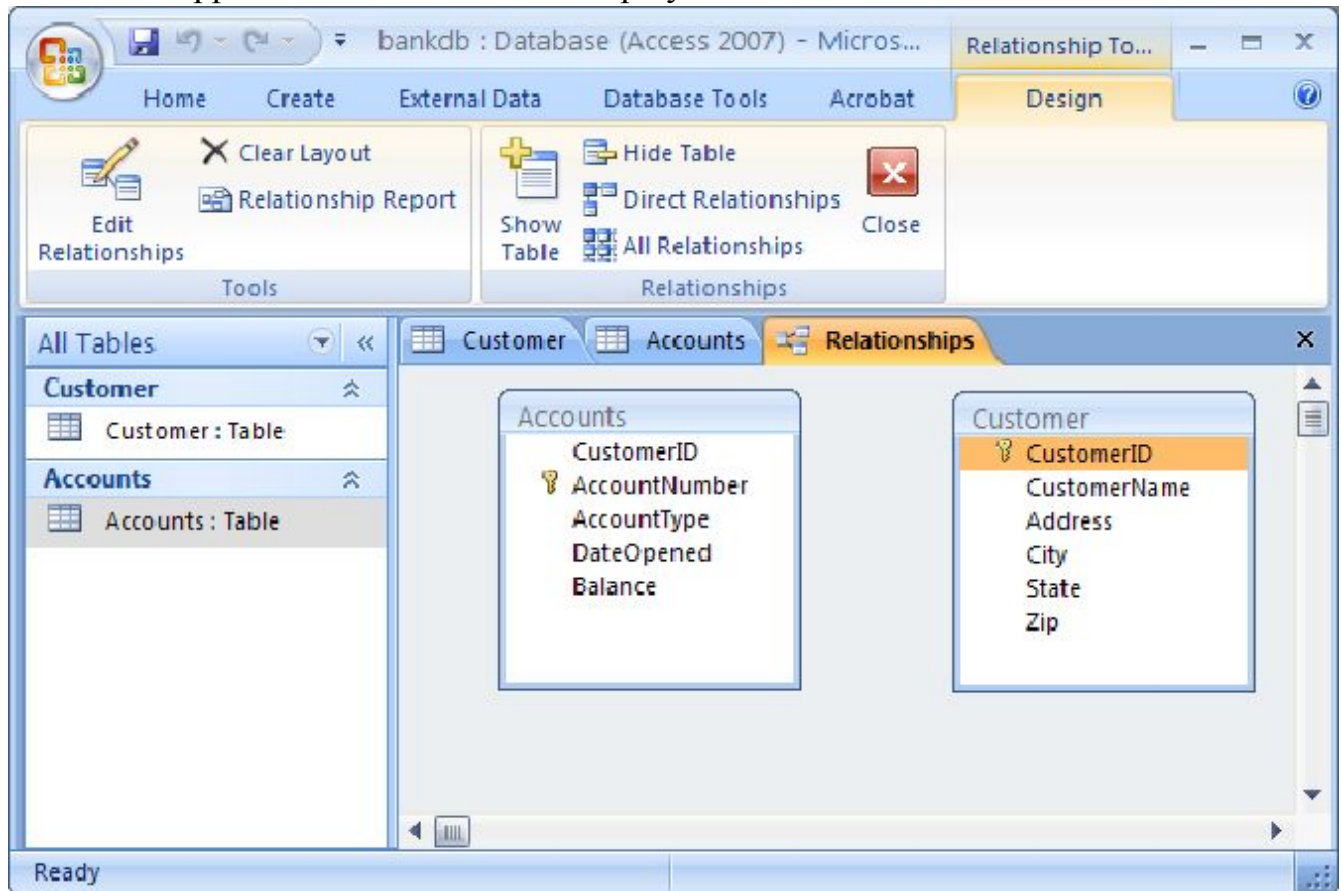 bankdb : Database (Access 2007) - Micros...
Relationship To...
Home Create External Data Database Tools Acrobat Design
Clear Layout
Relationship Report
Edit
Relationships
Tools
Show
Table
Hide Table
Direct Relationships
All Relationships
Close
Relationships
All Tables
Customer
Customer : Table
Accounts
Accounts : Table
Customer Accounts Relationships
Accounts
CustomerID
AccountNumber
AccountType
DateOpened
Balance
Customer
CustomerID
CustomerName
Address
City
State
Zip
Ready